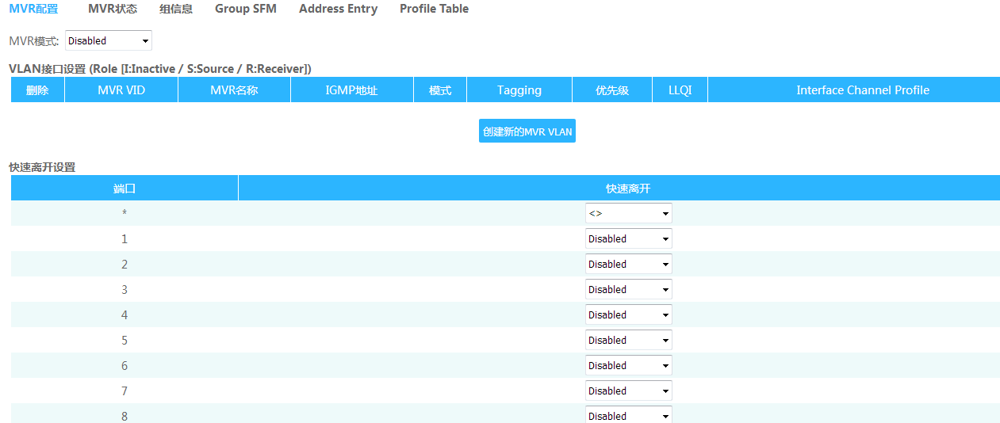 MVR配置 MVR状态 组信息 Group SFM Address Entry Profile Table
MVR模式: Disabled
VLAN接口设置 (Role [I:Inactive / S:Source / R:Receiver])
删除 MVR VID MVR名称 IGMP地址 模式 Tagging 优先级 LLQI Interface Channel Profile
创建新的MVR VLAN
快速离开设置
端口 快速离开
* <>
1 Disabled
2 Disabled
3 Disabled
4 Disabled
5 Disabled
6 Disabled
7 Disabled
8 Disabled